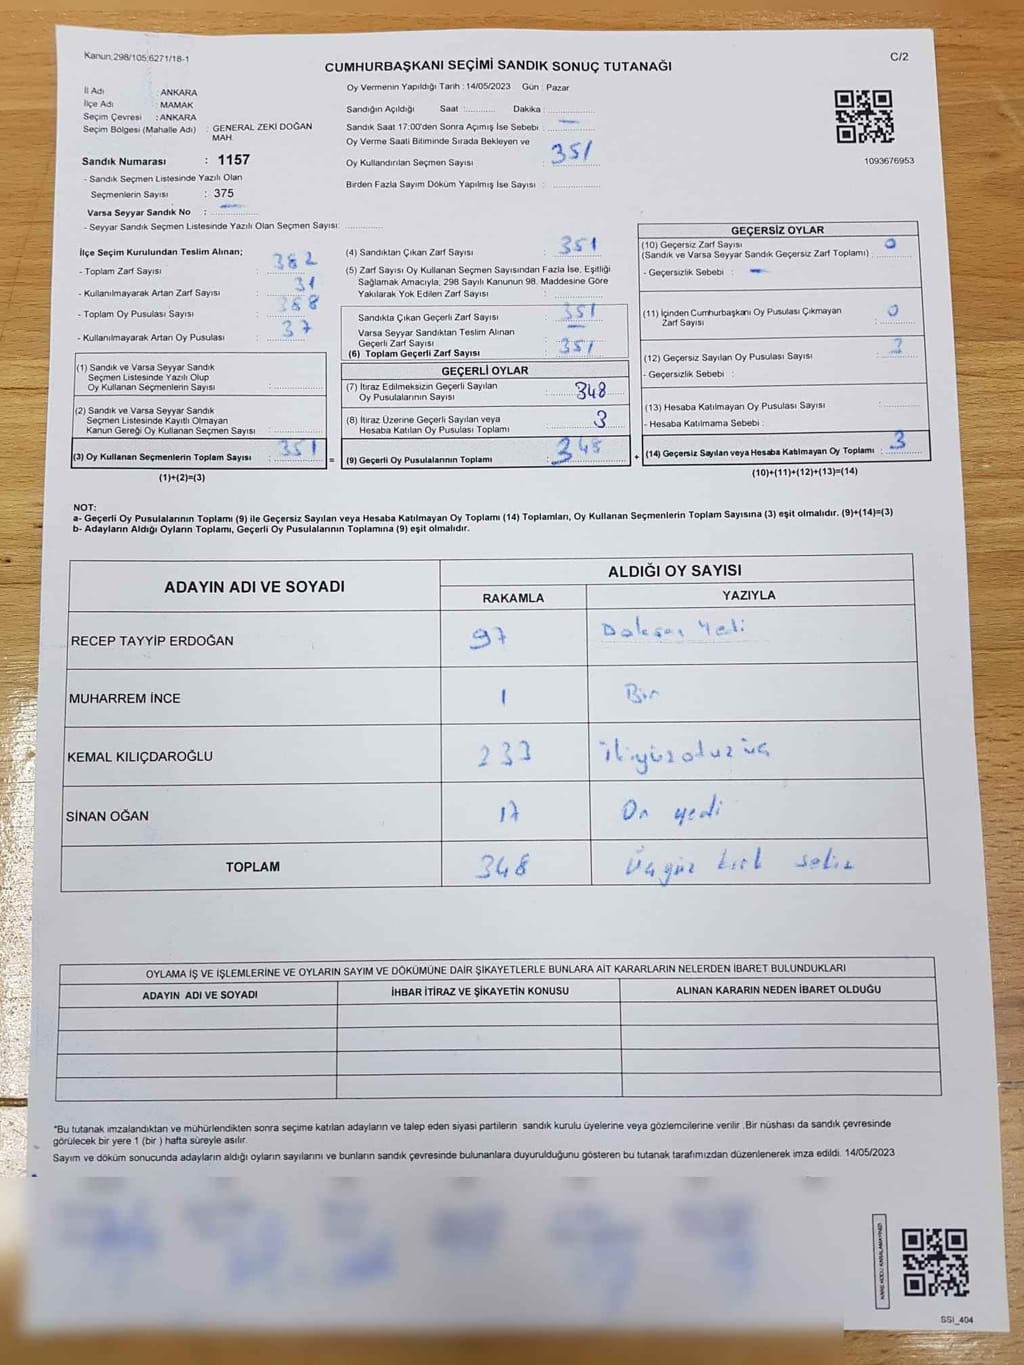 Kanun:298/105;6271/16-1
C/2
CUMHURBAŞKANI SEÇİMİ SANDIK SONUÇ TUTANAĞI
İl Adı : ANKARA
İlçe Adı : MAMAK
Seçim Çevresi : ANKARA
Seçim Bölgesi (Mahalle Adı) : GENERAL ZEKİ DOĞAN MAH.
Sandık Numarası : 1157
- Sandık Seçmen Listesinde Yazılı Olan
Seçmenlerin Sayısı : 375
Varsa Seyyar Sandık No : —
- Seyyar Sandık Seçmen Listesinde Yazılı Olan Seçmen Sayısı:
Oy Vermenin Yapıldığı Tarih : 14/05/2023 Gün : Pazar
Sandığın Açıldığı Saat : Dakika :
Sandık Saat 17:00'den Sonra Açımış İse Sebebi : —
Oy Verme Saati Bitiminde Sırada Bekleyen ve
Oy Kullandırılan Seçmen Sayısı : 351
Birden Fazla Sayım Döküm Yapılmış İse Sayısı :
1093676953
İlçe Seçim Kurulundan Teslim Alınan;
- Toplam Zarf Sayısı : 382
- Kullanılmayarak Artan Zarf Sayısı : 31
- Toplam Oy Pusulası Sayısı : 388
- Kullanılmayarak Artan Oy Pusulası : 37
(1) Sandık ve Varsa Seyyar Sandık
Seçmen Listesinde Yazılı Olup
Oy Kullanan Seçmenlerin Sayısı :
(2) Sandık ve Varsa Seyyar Sandık
Seçmen Listesinde Kayıtlı Olmayan
Kanun Gereği Oy Kullanan Seçmen Sayısı :
(3) Oy Kullanan Seçmenlerin Toplam Sayısı : 351
(1)+(2)=(3)
=
(4) Sandıktan Çıkan Zarf Sayısı : 351
(5) Zarf Sayısı Oy Kullanan Seçmen Sayısından Fazla İse, Eşitliği
Sağlamak Amacıyla, 298 Sayılı Kanunun 98. Maddesine Göre
Yakılarak Yok Edilen Zarf Sayısı :
Sandıkta Çıkan Geçerli Zarf Sayısı : 351
Varsa Seyyar Sandıktan Teslim Alınan
Geçerli Zarf Sayısı : —
(6) Toplam Geçerli Zarf Sayısı : 351
GEÇERLİ OYLAR
(7) İtiraz Edilmeksizin Geçerli Sayılan
Oy Pusulalarının Sayısı : 348
(8) İtiraz Üzerine Geçerli Sayılan veya
Hesaba Katılan Oy Pusulası Toplamı : 3
(9) Geçerli Oy Pusulalarının Toplamı : 348
+
GEÇERSİZ OYLAR
(10) Geçersiz Zarf Sayısı
(Sandık ve Varsa Seyyar Sandık Geçersiz Zarf Toplamı) : 0
- Geçersizlik Sebebi : —
(11) İçinden Cumhurbaşkanı Oy Pusulası Çıkmayan
Zarf Sayısı : 0
(12) Geçersiz Sayılan Oy Pusulası Sayısı : 3
- Geçersizlik Sebebi :
(13) Hesaba Katılmayan Oy Pusulası Sayısı :
- Hesaba Katılmama Sebebi :
(14) Geçersiz Sayılan veya Hesaba Katılmayan Oy Toplamı : 3
(10)+(11)+(12)+(13)=(14)
NOT:
a- Geçerli Oy Pusulalarının Toplamı (9) ile Geçersiz Sayılan veya Hesaba Katılmayan Oy Toplamı (14) Toplamları, Oy Kullanan Seçmenlerin Toplam Sayısına (3) eşit olmalıdır. (9)+(14)=(3)
b- Adayların Aldığı Oyların Toplamı, Geçerli Oy Pusulalarının Toplamına (9) eşit olmalıdır.
ADAYIN ADI VE SOYADI
ALDIĞI OY SAYISI
RAKAMLA YAZIYLA
RECEP TAYYİP ERDOĞAN 97 Doksan Yedi
MUHARREM İNCE 1 Bir
KEMAL KILIÇDAROĞLU 233 ikiyüzotuzüç
SİNAN OĞAN 17 On yedi
TOPLAM 348 Üçyüz kırk sekiz
OYLAMA İŞ VE İŞLEMLERİNE VE OYLARIN SAYIM VE DÖKÜMÜNE DAİR ŞİKAYETLERLE BUNLARA AİT KARARLARIN NELERDEN İBARET BULUNDUKLARI
ADAYIN ADI VE SOYADI İHBAR İTİRAZ VE ŞİKAYETİN KONUSU ALINAN KARARIN NEDEN İBARET OLDUĞU
*Bu tutanak imzalandıktan ve mühürlendikten sonra seçime katılan adayların ve talep eden siyasi partilerin sandık kurulu üyelerine veya gözlemcilerine verilir .Bir nüshası da sandık çevresinde
görülecek bir yere 1 (bir ) hafta süreyle asılır.
Sayım ve döküm sonucunda adayların aldığı oyların sayılarını ve bunların sandık çevresinde bulunanlara duyurulduğunu gösteren bu tutanak tarafımızdan düzenlenerek imza edildi. 14/05/2023
KARE KODU KARALAMAYINIZ!
SSI_404